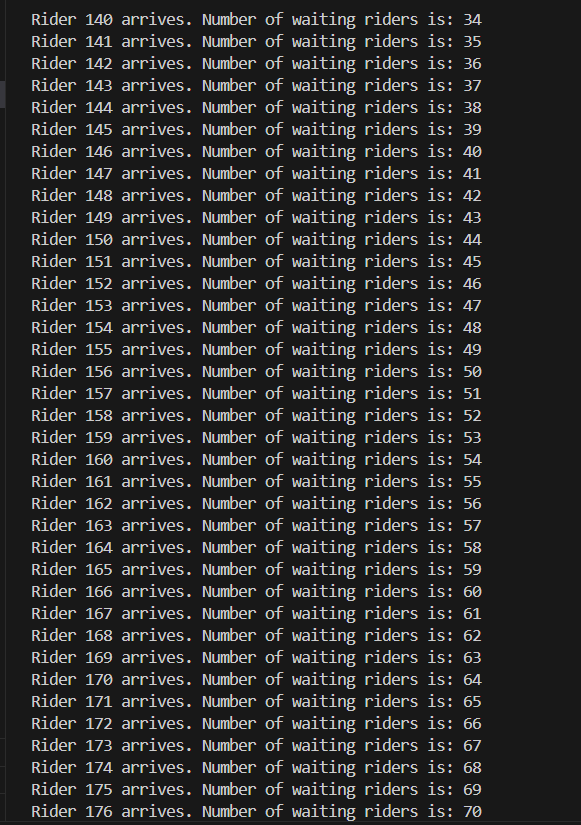 Rider 140 arrives. Number of waiting riders is: 34
Rider 141 arrives. Number of waiting riders is: 35
Rider 142 arrives. Number of waiting riders is: 36
Rider 143 arrives. Number of waiting riders is: 37
Rider 144 arrives. Number of waiting riders is: 38
Rider 145 arrives. Number of waiting riders is: 39
Rider 146 arrives. Number of waiting riders is: 40
Rider 147 arrives. Number of waiting riders is: 41
Rider 148 arrives. Number of waiting riders is: 42
Rider 149 arrives. Number of waiting riders is: 43
Rider 150 arrives. Number of waiting riders is: 44
Rider 151 arrives. Number of waiting riders is: 45
Rider 152 arrives. Number of waiting riders is: 46
Rider 153 arrives. Number of waiting riders is: 47
Rider 154 arrives. Number of waiting riders is: 48
Rider 155 arrives. Number of waiting riders is: 49
Rider 156 arrives. Number of waiting riders is: 50
Rider 157 arrives. Number of waiting riders is: 51
Rider 158 arrives. Number of waiting riders is: 52
Rider 159 arrives. Number of waiting riders is: 53
Rider 160 arrives. Number of waiting riders is: 54
Rider 161 arrives. Number of waiting riders is: 55
Rider 162 arrives. Number of waiting riders is: 56
Rider 163 arrives. Number of waiting riders is: 57
Rider 164 arrives. Number of waiting riders is: 58
Rider 165 arrives. Number of waiting riders is: 59
Rider 166 arrives. Number of waiting riders is: 60
Rider 167 arrives. Number of waiting riders is: 61
Rider 168 arrives. Number of waiting riders is: 62
Rider 169 arrives. Number of waiting riders is: 63
Rider 170 arrives. Number of waiting riders is: 64
Rider 171 arrives. Number of waiting riders is: 65
Rider 172 arrives. Number of waiting riders is: 66
Rider 173 arrives. Number of waiting riders is: 67
Rider 174 arrives. Number of waiting riders is: 68
Rider 175 arrives. Number of waiting riders is: 69
Rider 176 arrives. Number of waiting riders is: 70